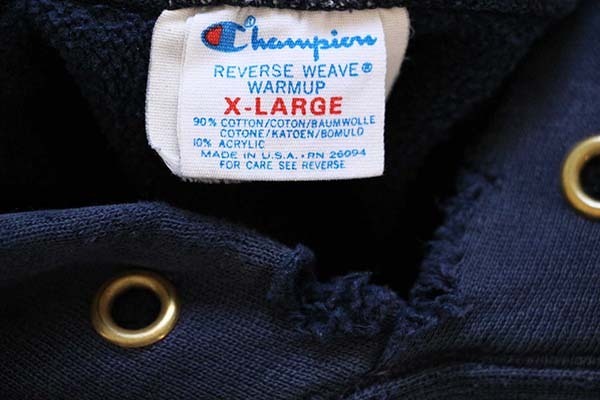 Champion®
REVERSE WEAVE®
WARMUP
X-LARGE
90% COTTON/COTON/BAUMWOLLE
COTONE/KATOEN/BOMULD
10% ACRYLIC
MADE IN U.S.A. • RN 26094
FOR CARE SEE REVERSE